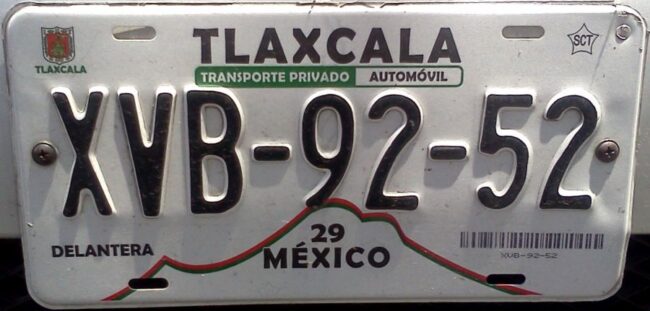 TLAXCALA
SCT
TLAXCALA
TRANSPORTE PRIVADO AUTOMÓVIL
XVB-92-52
DELANTERA
29
MÉXICO
XVB-92-52